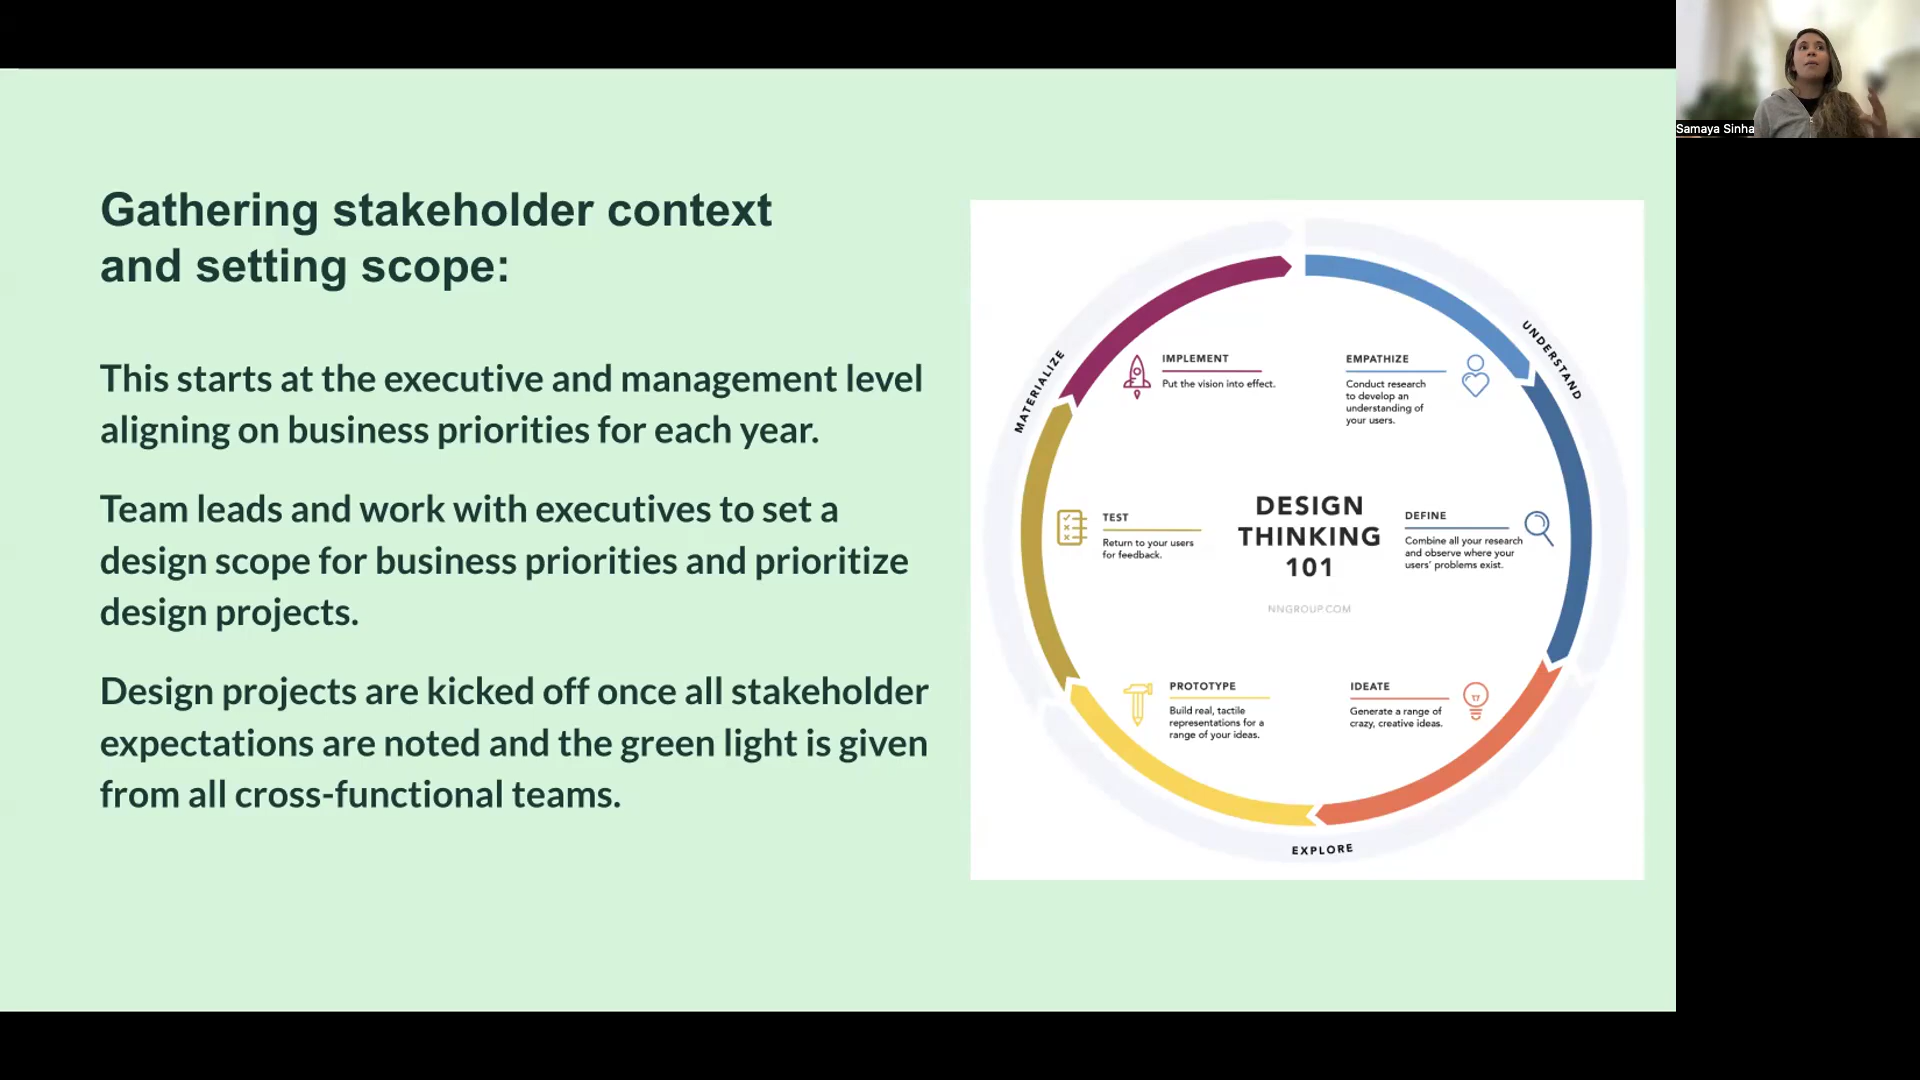 Gathering stakeholder context
and setting scope:
This starts at the executive and management level
aligning on business priorities for each year.
Team leads and work with executives to set a
design scope for business priorities and prioritize
design projects.
Design projects are kicked off once all stakeholder
expectations are noted and the green light is given
from all cross-functional teams.
MATERIALIZE
UNDERSTAND
EXPLORE
IMPLEMENT
Put the vision into effect.
EMPATHIZE
Conduct research
to develop an
understanding of
your users.
TEST
Return to your users
for feedback.
DESIGN
THINKING
101
NNGROUP.COM
DEFINE
Combine all your research
and observe where your
users' problems exist.
PROTOTYPE
Build real, tactile
representations for a
range of your ideas.
IDEATE
Generate a range of
crazy, creative ideas.
Samaya Sinha